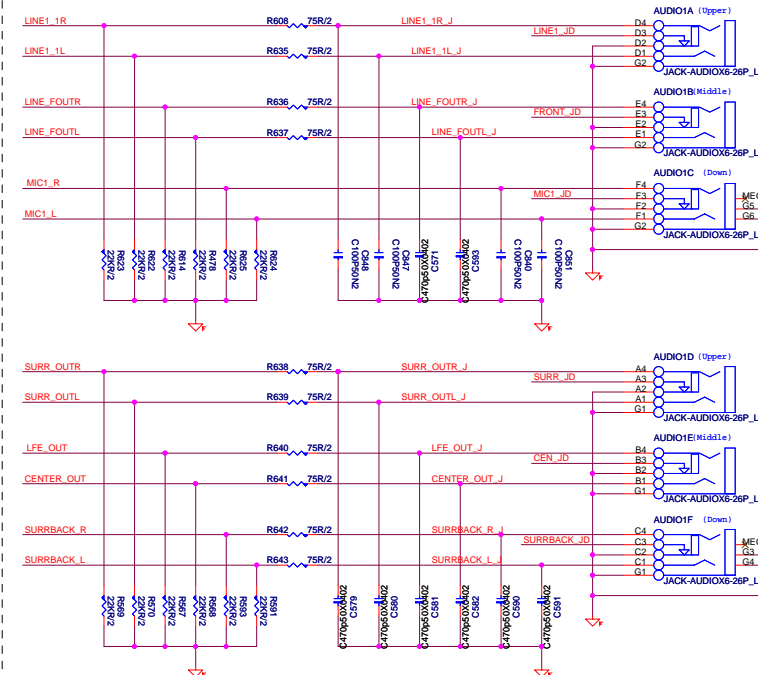 AUDIO1A (Upper)
LINE1_1R R608 75R/2 LINE1_1R_J D4
LINE1_JD D3
D2
LINE1_1L R635 75R/2 LINE1_1L_J D1
G2
JACK-AUDIOX6-26P_L
AUDIO1B(Middle)
LINE_FOUTR R636 75R/2 LINE_FOUTR_J E4
FRONT_JD E3
E2
LINE_FOUTL R637 75R/2 LINE_FOUTL_J E1
G2
JACK-AUDIOX6-26P_L
AUDIO1C (Down)
MIC1_R F4
MIC1_JD F3 MEC
F2 G5
MIC1_L F1 G6
G2
JACK-AUDIOX6-26P_L
R623 22KR/2
R622 22KR/2
R614 22KR/2
R478 22KR/2
R625 22KR/2
R624 22KR/2
C848 C100P50N2
C847 C100P50N2
C571 C470p50X0402
C593 C470p50X0402
C840 C100P50N2
C851 C100P50N2
AUDIO1D (Upper)
SURR_OUTR R638 75R/2 SURR_OUTR_J A4
SURR_JD A3
A2
SURR_OUTL R639 75R/2 SURR_OUTL_J A1
G1
JACK-AUDIOX6-26P_L
AUDIO1E(Middle)
LFE_OUT R640 75R/2 LFE_OUT_J B4
CEN_JD B3
B2
CENTER_OUT R641 75R/2 CENTER_OUT_J B1
G1
JACK-AUDIOX6-26P_L
AUDIO1F (Down)
SURRBACK_R R642 75R/2 SURRBACK_R_J C4
SURRBACK_JD C3 MEC
C2 G3
SURRBACK_L R643 75R/2 SURRBACK_L_J C1 G4
G1
JACK-AUDIOX6-26P_L
R569 22KR/2
R570 22KR/2
R567 22KR/2
R568 22KR/2
R593 22KR/2
R591 22KR/2
C579 C470p50X0402
C580 C470p50X0402
C581 C470p50X0402
C582 C470p50X0402
C590 C470p50X0402
C591 C470p50X0402